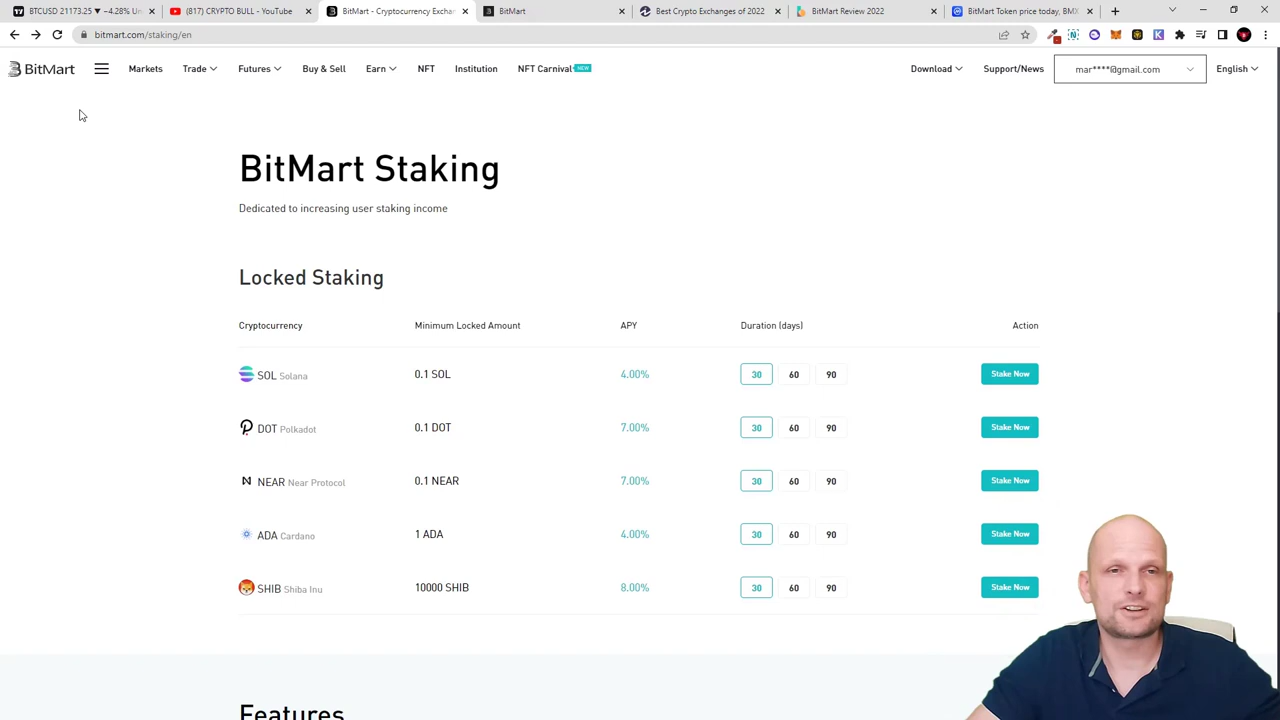 BTCUSD 21173.25 ▼ −4.28% Un
(817) CRYPTO BULL - YouTube
BitMart - Cryptocurrency Exchan
BitMart
Best Crypto Exchanges of 2022
BitMart Review 2022
BitMart Token price today, BMX
bitmart.com/staking/en
BitMart
Markets
Trade
Futures
Buy & Sell
Earn
NFT
Institution
NFT Carnival
NEW
Download
Support/News
mar****@gmail.com
English
BitMart Staking
Dedicated to increasing user staking income
Locked Staking
Cryptocurrency Minimum Locked Amount APY Duration (days) Action
SOL Solana 0.1 SOL 4.00% 30 60 90 Stake Now
DOT Polkadot 0.1 DOT 7.00% 30 60 90 Stake Now
NEAR Near Protocol 0.1 NEAR 7.00% 30 60 90 Stake Now
ADA Cardano 1 ADA 4.00% 30 60 90 Stake Now
SHIB Shiba Inu 10000 SHIB 8.00% 30 60 90 Stake Now
Features